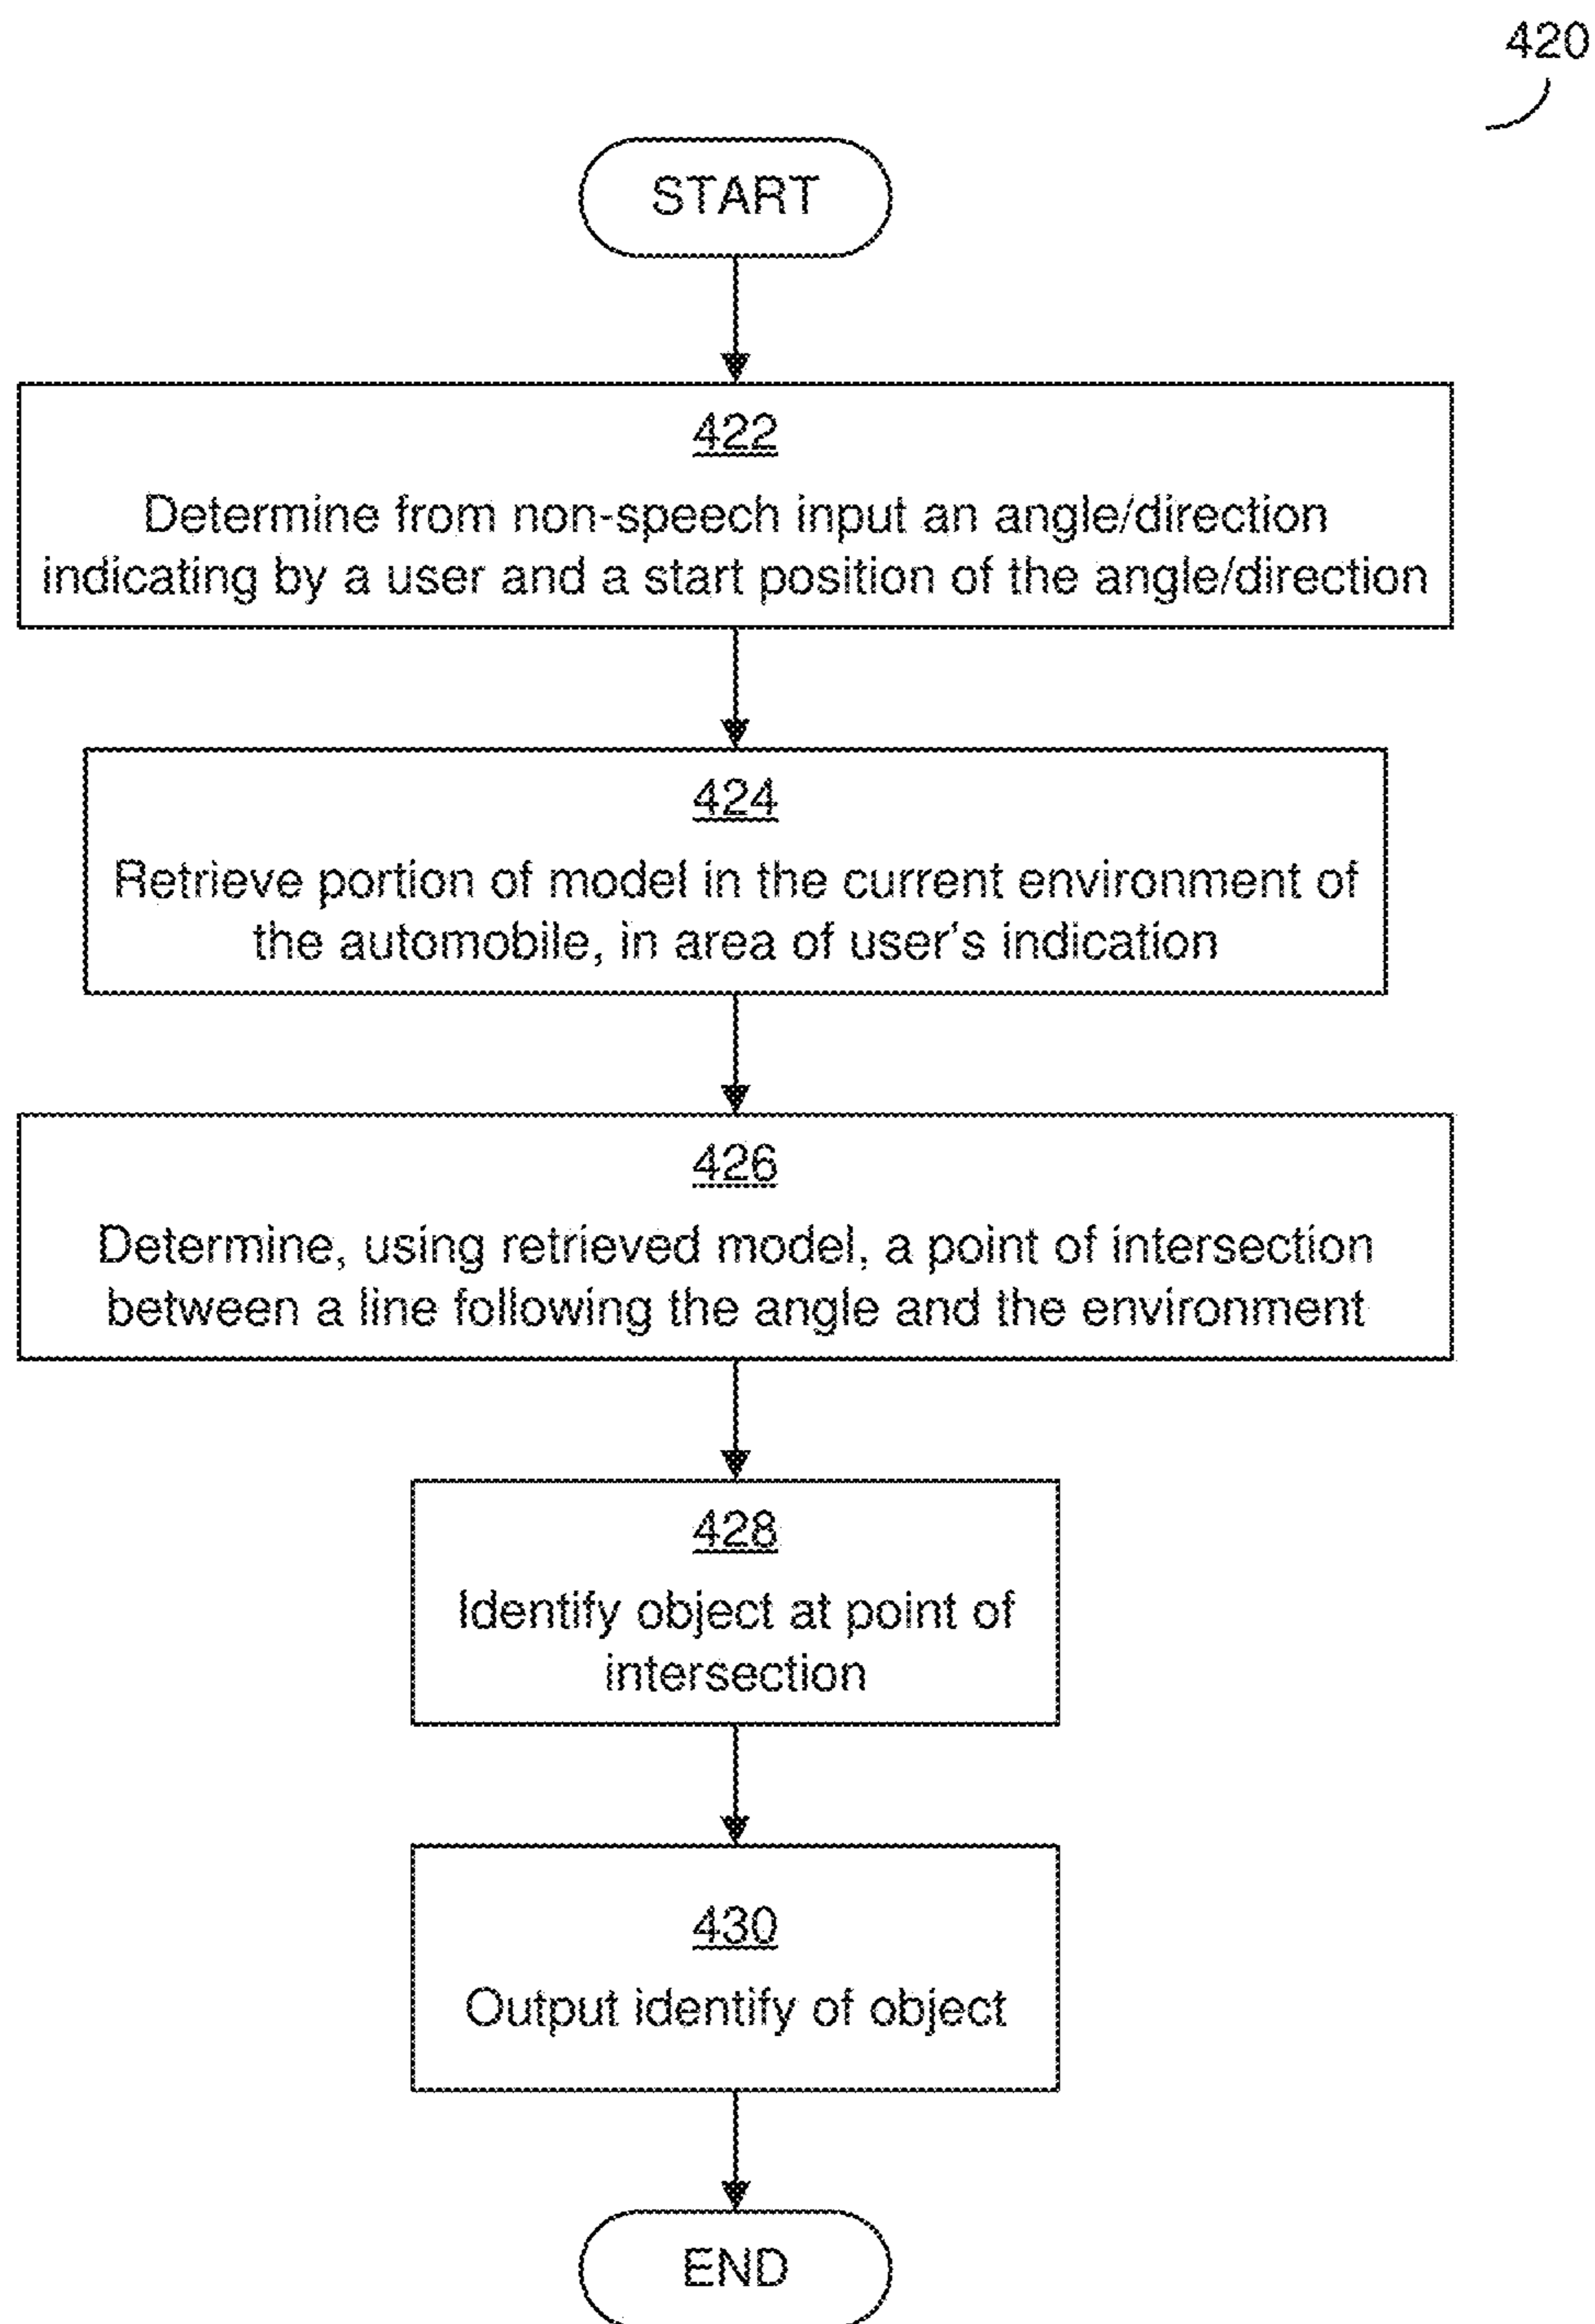 420
START
422
Determine from non-speech input an angle/direction
indicating by a user and a start position of the angle/direction
424
Retrieve portion of model in the current environment of
the automobile, in area of user's indication
426
Determine, using retrieved model, a point of intersection
between a line following the angle and the environment
428
Identify object at point of
intersection
430
Output identify of object
END